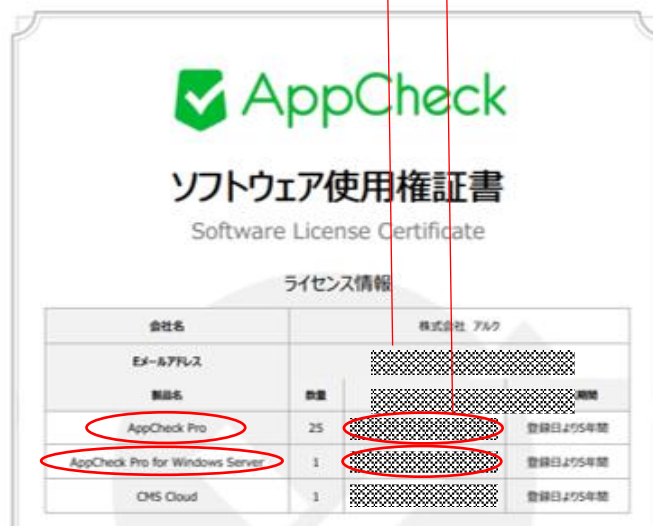 AppCheck
ソフトウェア使用権証書
Software License Certificate
ライセンス情報
会社名 株式会社 アルク
Eメールアドレス
製品名 数量 期間
AppCheck Pro 25 登録日より5年間
AppCheck Pro for Windows Server 1 登録日より5年間
CMS Cloud 1 登録日より5年間